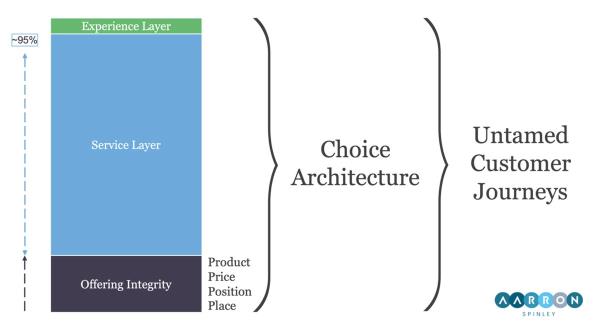 Experience Layer
~95%
Service Layer
Offering Integrity
Product
Price
Position
Place
Choice
Architecture
Untamed
Customer
Journeys
AARRON
SPINLEY